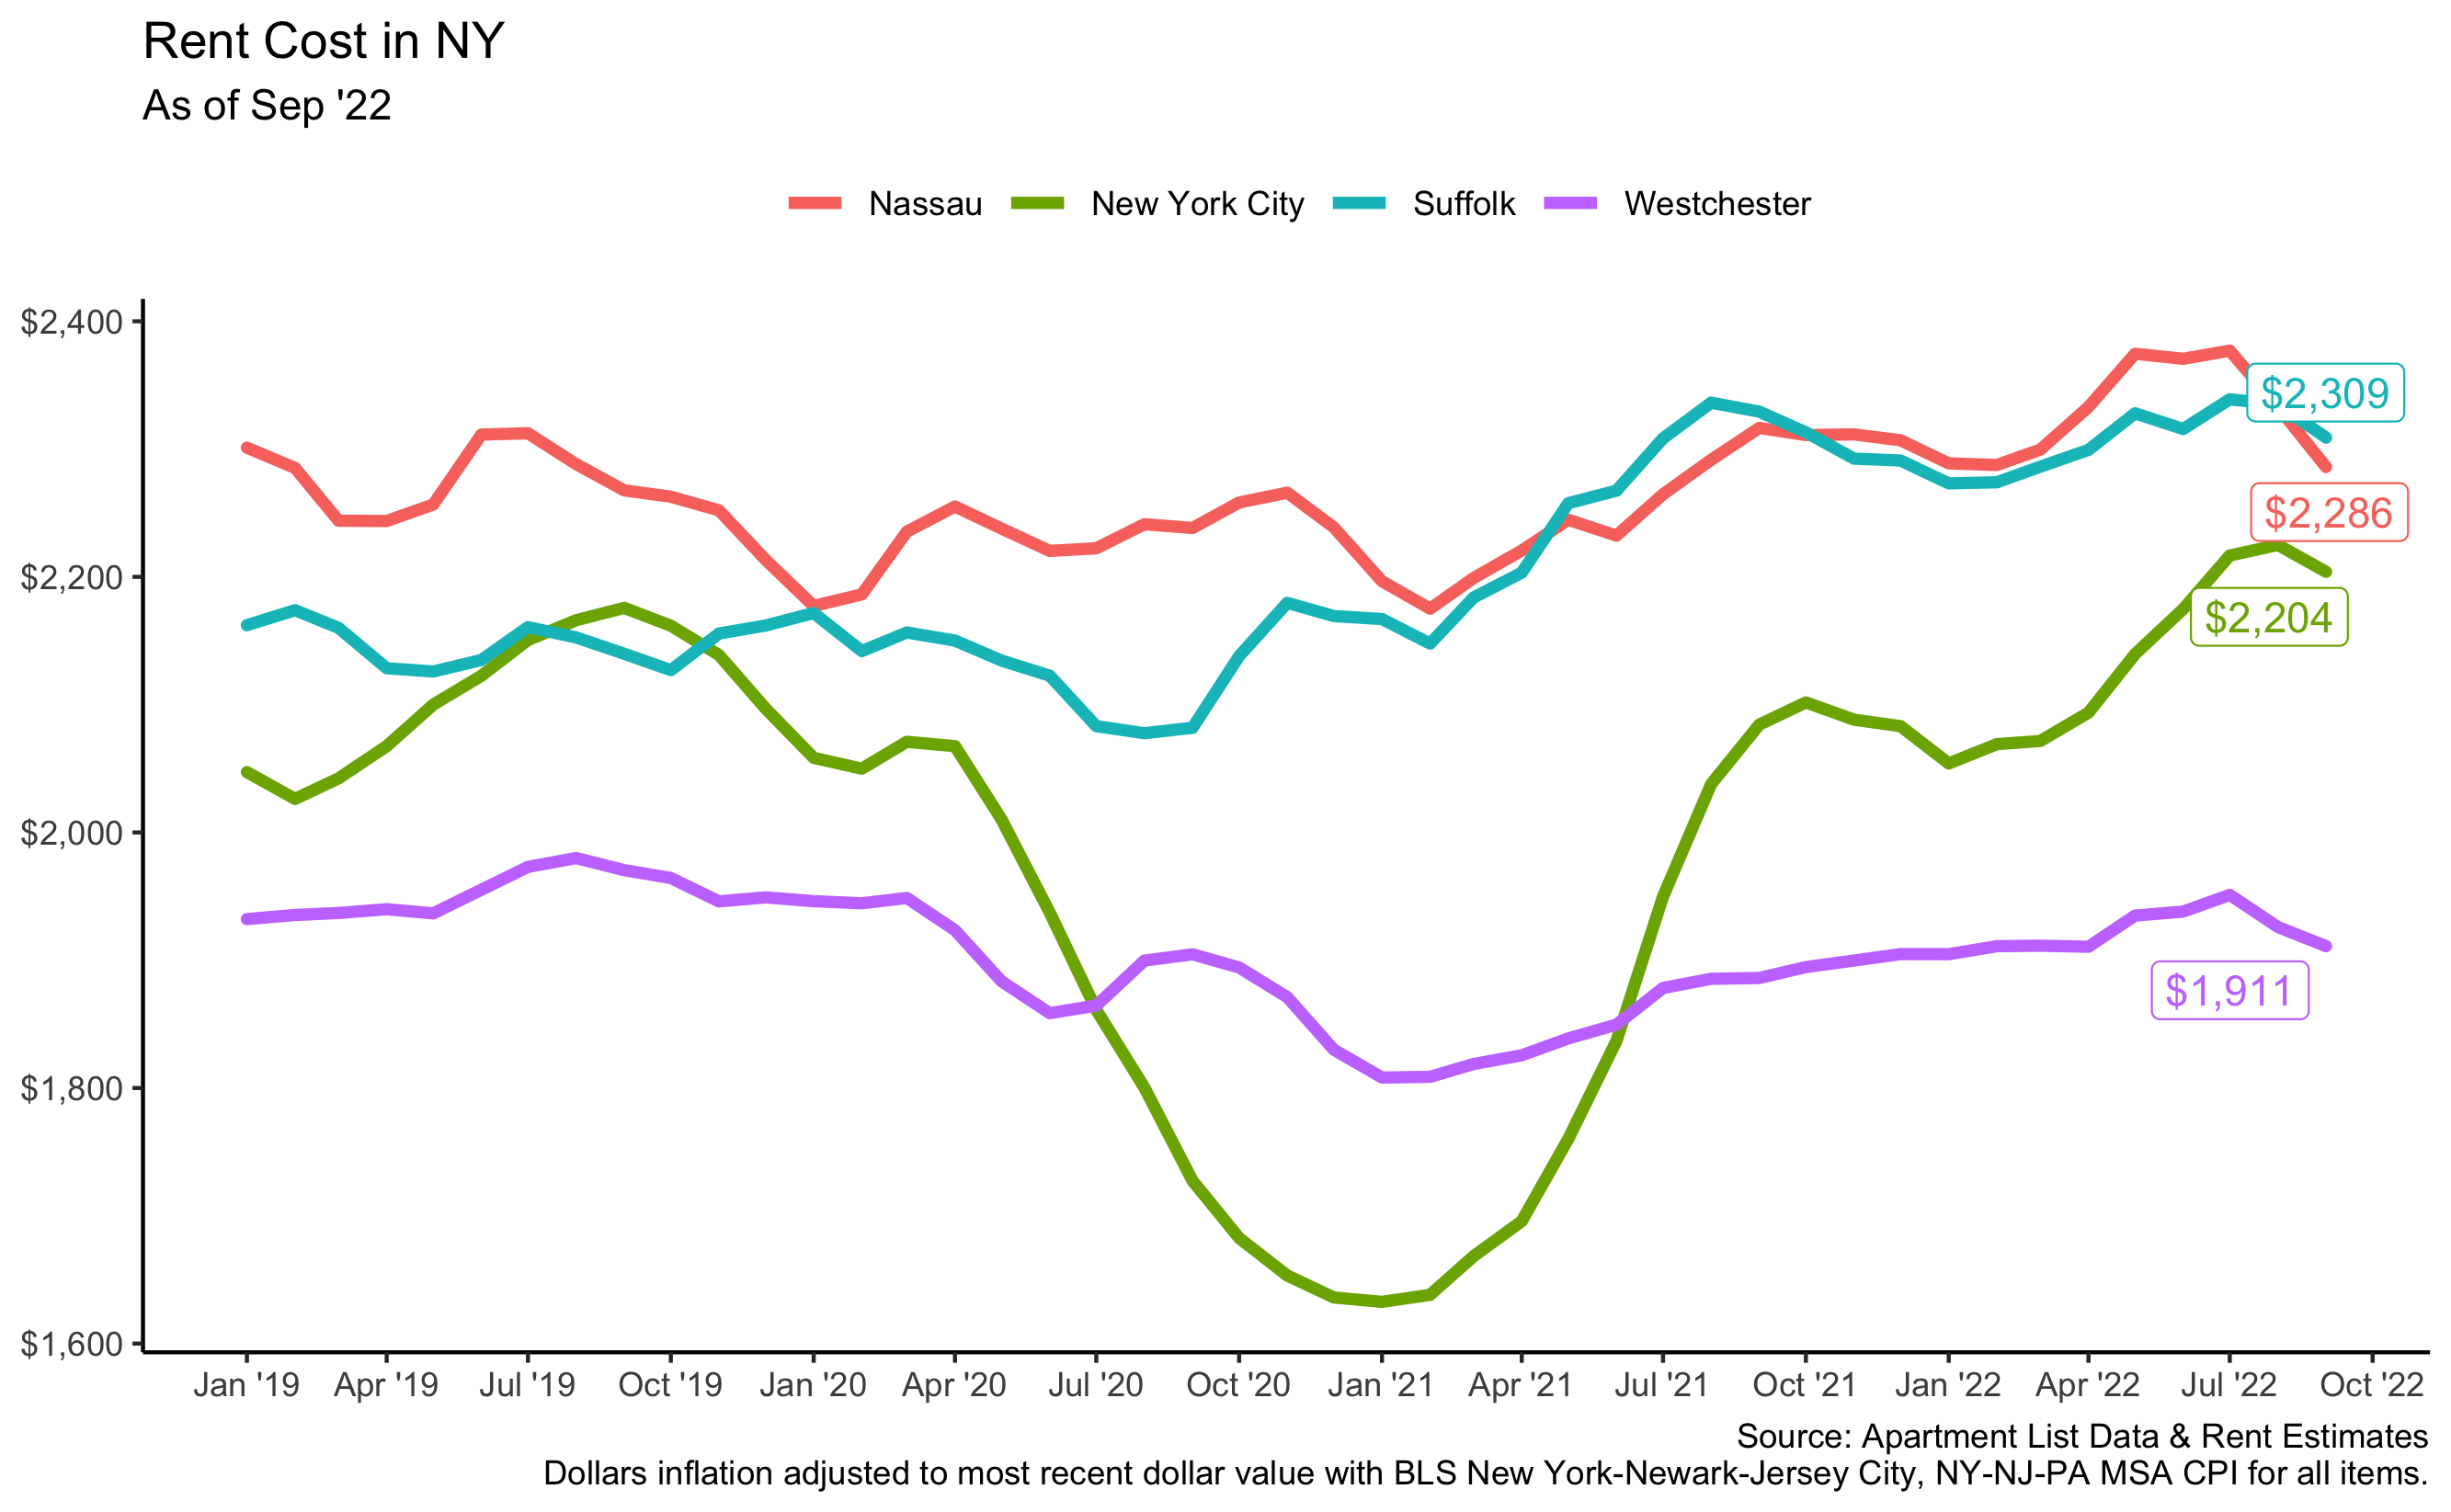 Rent Cost in NY
As of Sep '22
Nassau New York City Suffolk Westchester
$2,400
$2,309
$2,286
$2,200
$2,204
$2,000
$1,911
$1,800
$1,600
Jan '19 Apr '19 Jul '19 Oct '19 Jan '20 Apr '20 Jul '20 Oct '20 Jan '21 Apr '21 Jul '21 Oct '21 Jan '22 Apr '22 Jul '22 Oct '22
Source: Apartment List Data & Rent Estimates
Dollars inflation adjusted to most recent dollar value with BLS New York-Newark-Jersey City, NY-NJ-PA MSA CPI for all items.